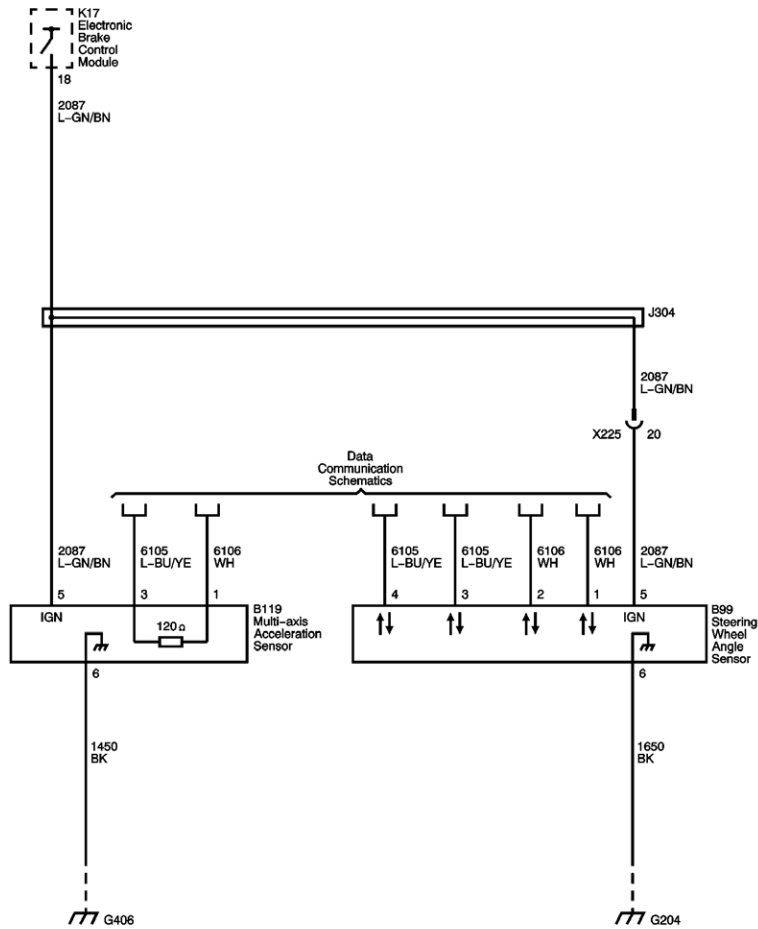 K17
Electronic
Brake
Control
Module
18
2087
L-GN/BN
J304
2087
L-GN/BN
X225
20
Data
Communication
Schematics
2087
L-GN/BN
6105
L-BU/YE
6106
WH
6105
L-BU/YE
6105
L-BU/YE
6106
WH
6106
WH
2087
L-GN/BN
5
3
1
4
3
2
1
5
IGN
120 Ω
B119
Multi-axis
Acceleration
Sensor
IGN
B99
Steering
Wheel
Angle
Sensor
6
6
1450
BK
1650
BK
G406
G204